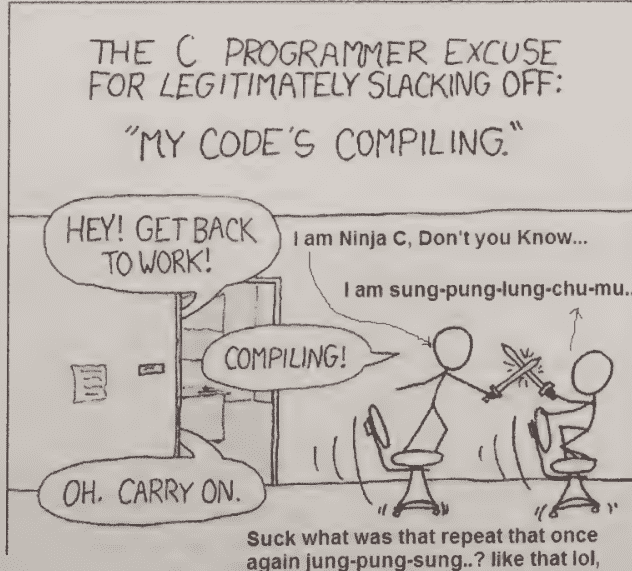 THE C PROGRAMMER EXCUSE
FOR LEGITIMATELY SLACKING OFF:
"MY CODE'S COMPILING."
HEY! GET BACK
TO WORK!
I am Ninja C, Don't you Know...
I am sung-pung-lung-chu-mu..
COMPILING!
OH. CARRY ON.
Suck what was that repeat that once
again jung-pung-sung..? like that lol,